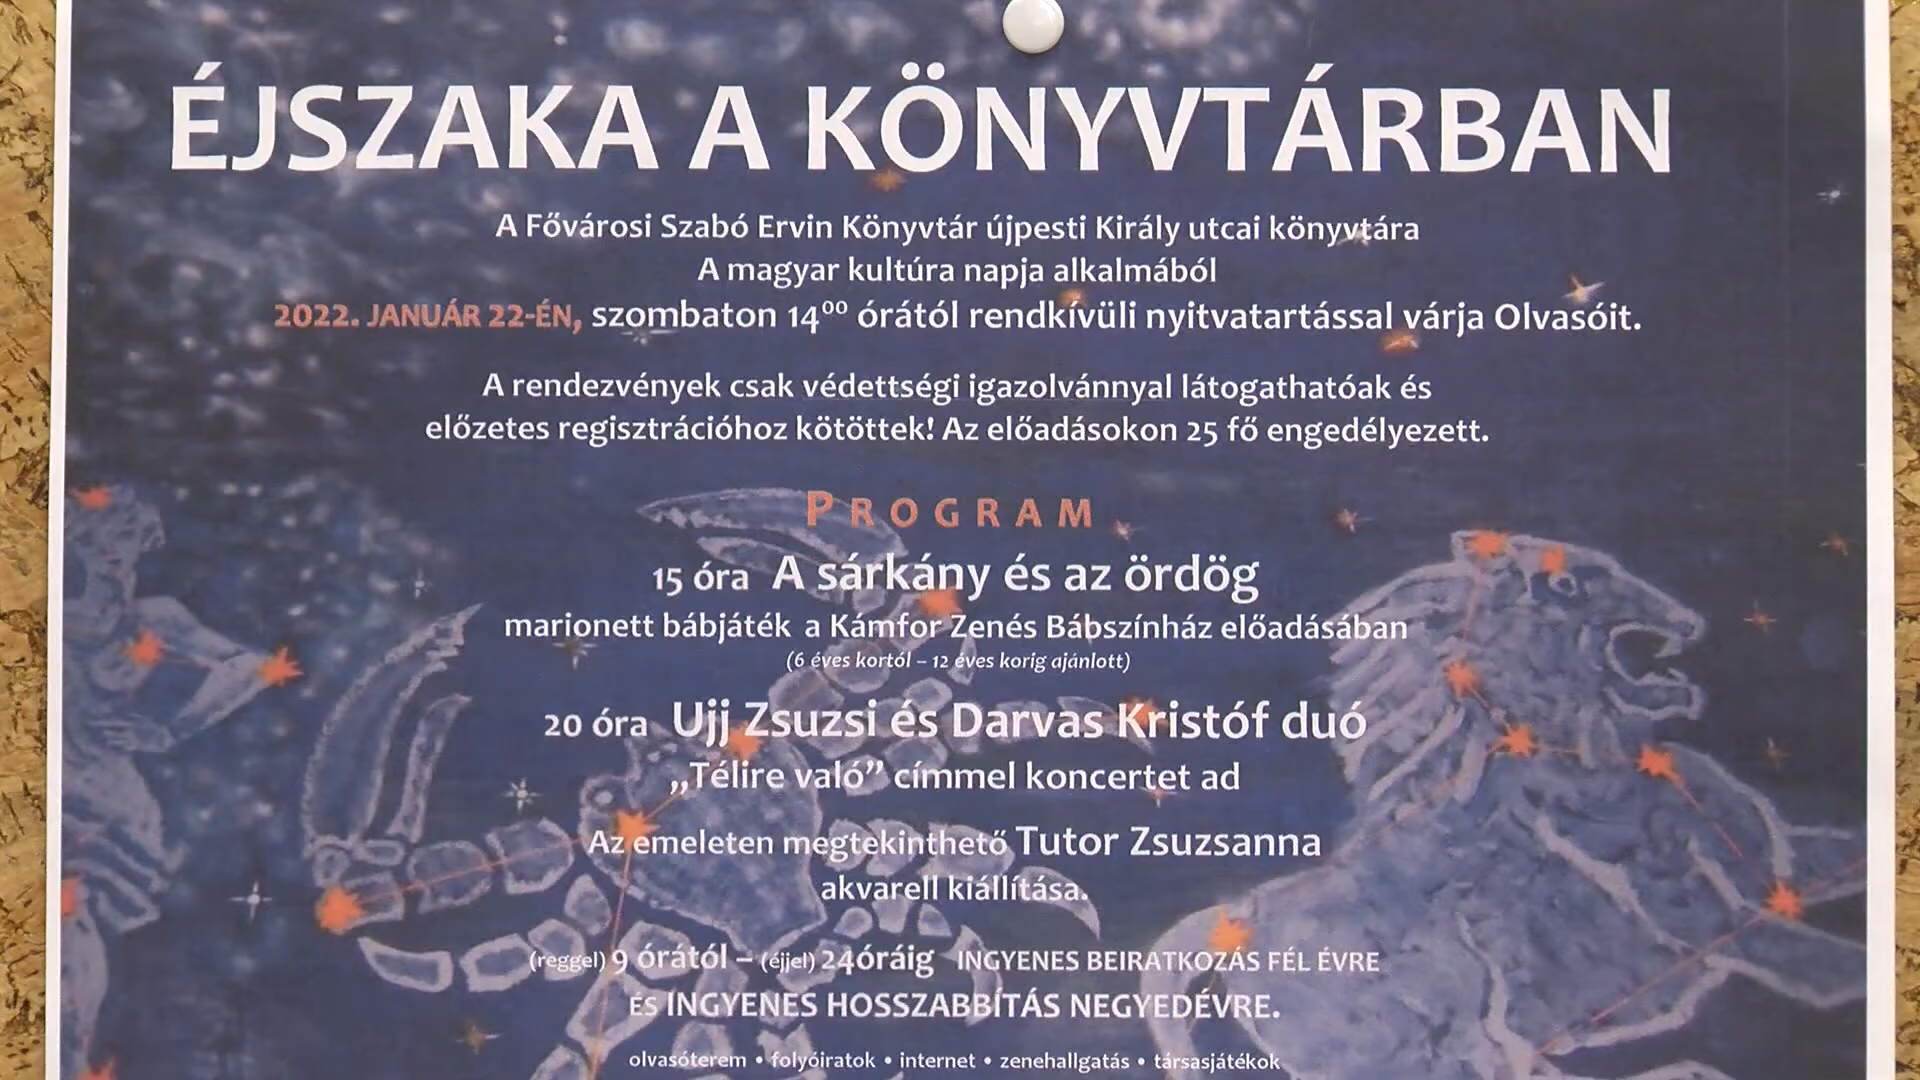 ÉJSZAKA A KÖNYVTÁRBAN
A Fővárosi Szabó Ervin Könyvtár újpesti Király utcai könyvtára
A magyar kultúra napja alkalmából
2022. JANUÁR 22-ÉN, szombaton 14⁰⁰ órától rendkívüli nyitvatartással várja Olvasóit.
A rendezvények csak védettségi igazolvánnyal látogathatóak és
előzetes regisztrációhoz kötöttek! Az előadásokon 25 fő engedélyezett.
PROGRAM
15 óra A sárkány és az ördög
marionett bábjáték a Kámfor Zenés Bábszínház előadásában
(6 éves kortól – 12 éves korig ajánlott)
20 óra Ujj Zsuzsi és Darvas Kristóf duó
„Télire való” címmel koncertet ad
Az emeleten megtekinthető Tutor Zsuzsanna
akvarell kiállítása.
(reggel) 9 órától – (éjjel) 24óráig INGYENES BEIRATKOZÁS FÉL ÉVRE
ÉS INGYENES HOSSZABBÍTÁS NEGYEDÉVRE.
olvasóterem • folyóiratok • internet • zenehallgatás • társasjátékok